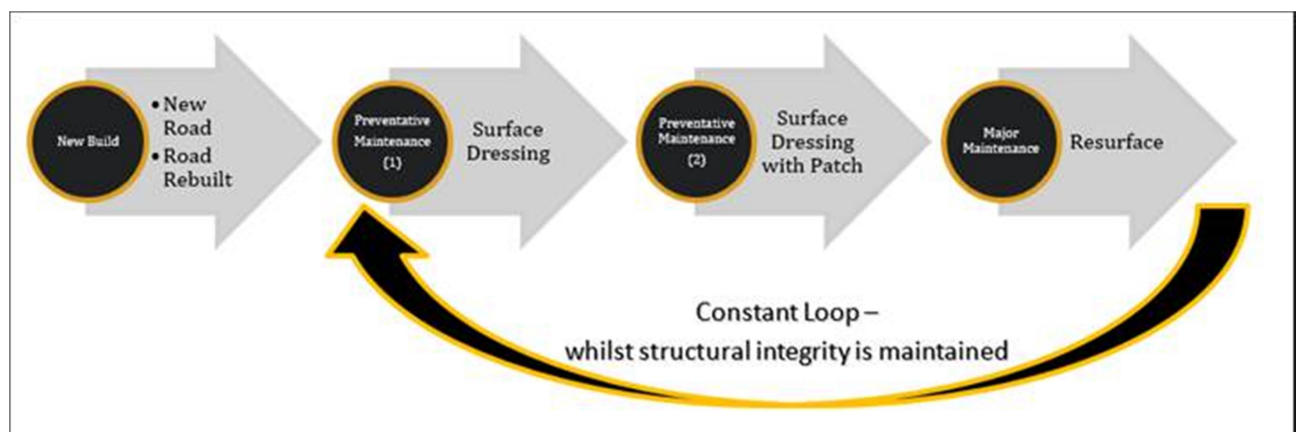 New Build
• New
Road
• Road
Rebuilt
Preventative
Maintenance
(1)
Surface
Dressing
Preventative
Maintenance
(2)
Surface
Dressing
with Patch
Major
Maintenance
Resurface
Constant Loop –
whilst structural integrity is maintained